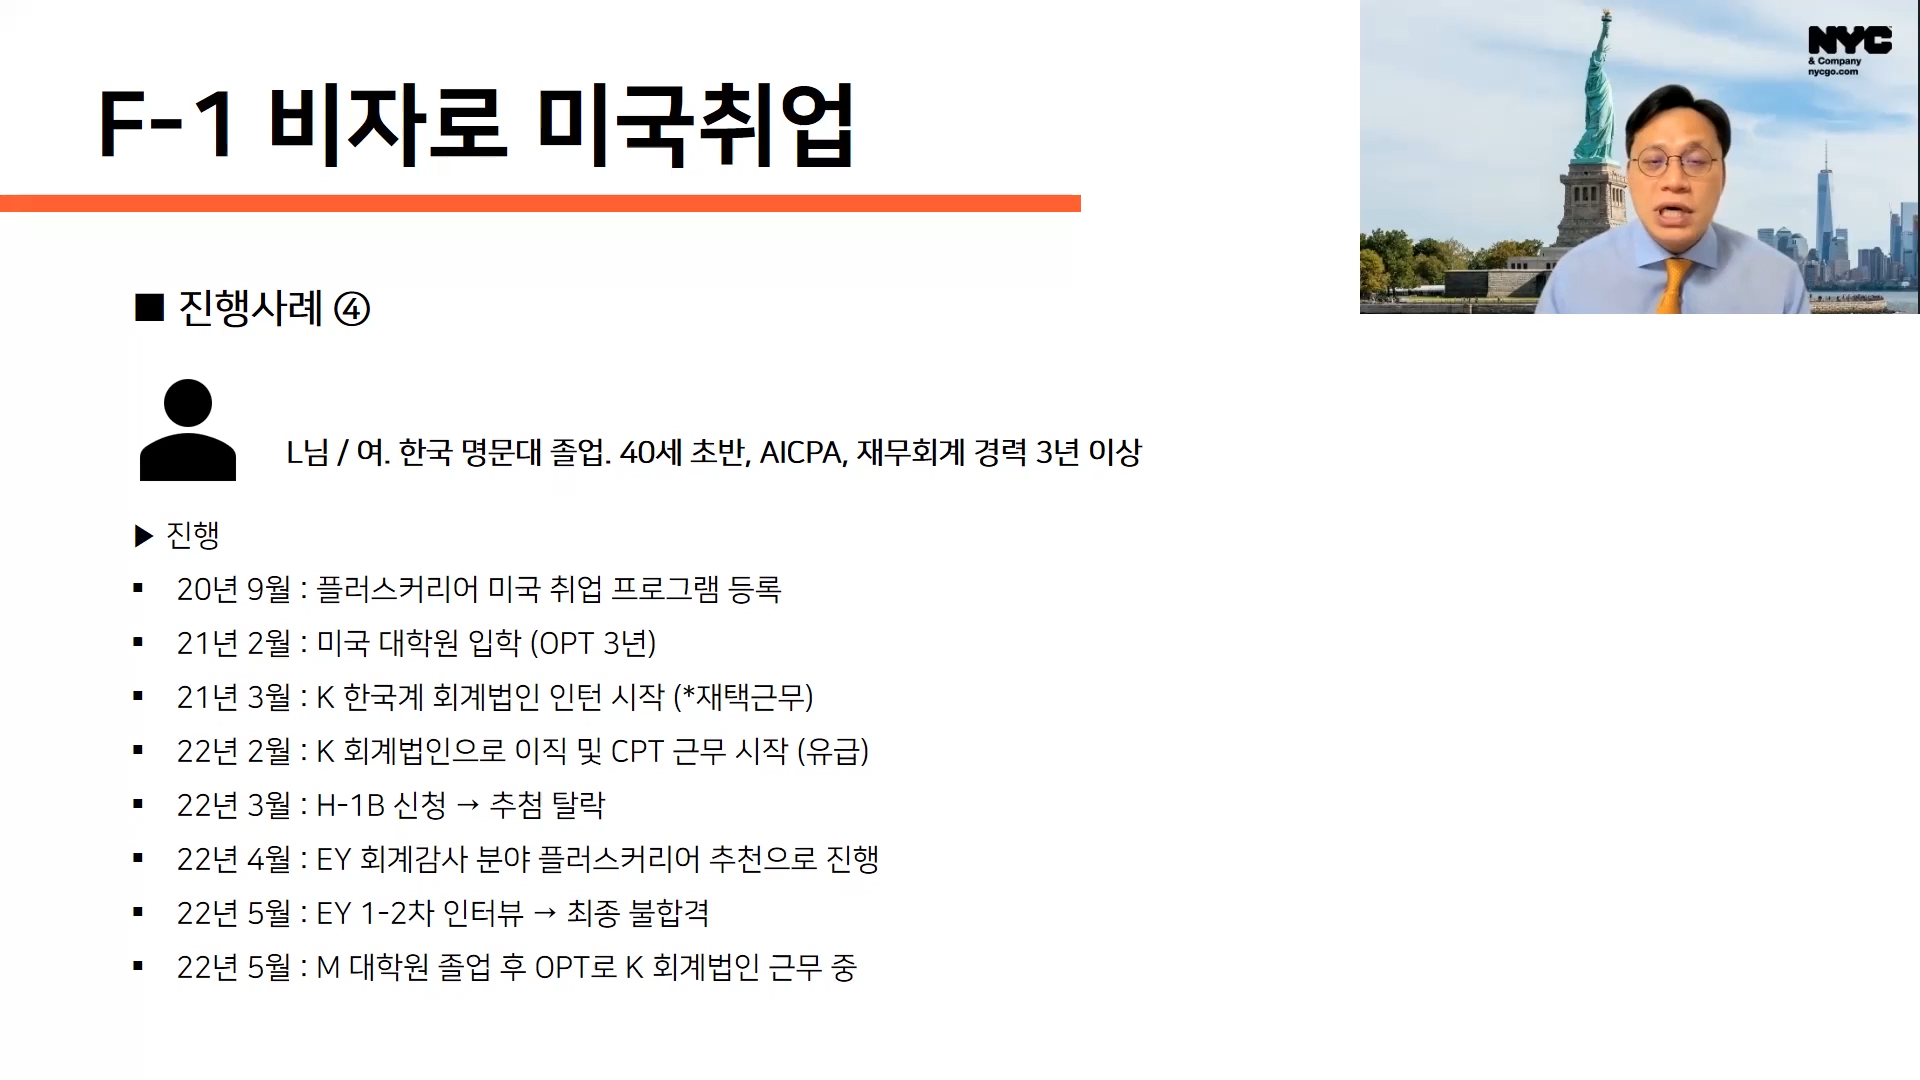 F-1 비자로 미국취업
NYC
& Company
nycgo.com
■ 진행사례 ④
L님 / 여. 한국 명문대 졸업. 40세 초반, AICPA, 재무회계 경력 3년 이상
▶ 진행
▪ 20년 9월 : 플러스커리어 미국 취업 프로그램 등록
▪ 21년 2월 : 미국 대학원 입학 (OPT 3년)
▪ 21년 3월 : K 한국계 회계법인 인턴 시작 (*재택근무)
▪ 22년 2월 : K 회계법인으로 이직 및 CPT 근무 시작 (유급)
▪ 22년 3월 : H-1B 신청 → 추첨 탈락
▪ 22년 4월 : EY 회계감사 분야 플러스커리어 추천으로 진행
▪ 22년 5월 : EY 1-2차 인터뷰 → 최종 불합격
▪ 22년 5월 : M 대학원 졸업 후 OPT로 K 회계법인 근무 중